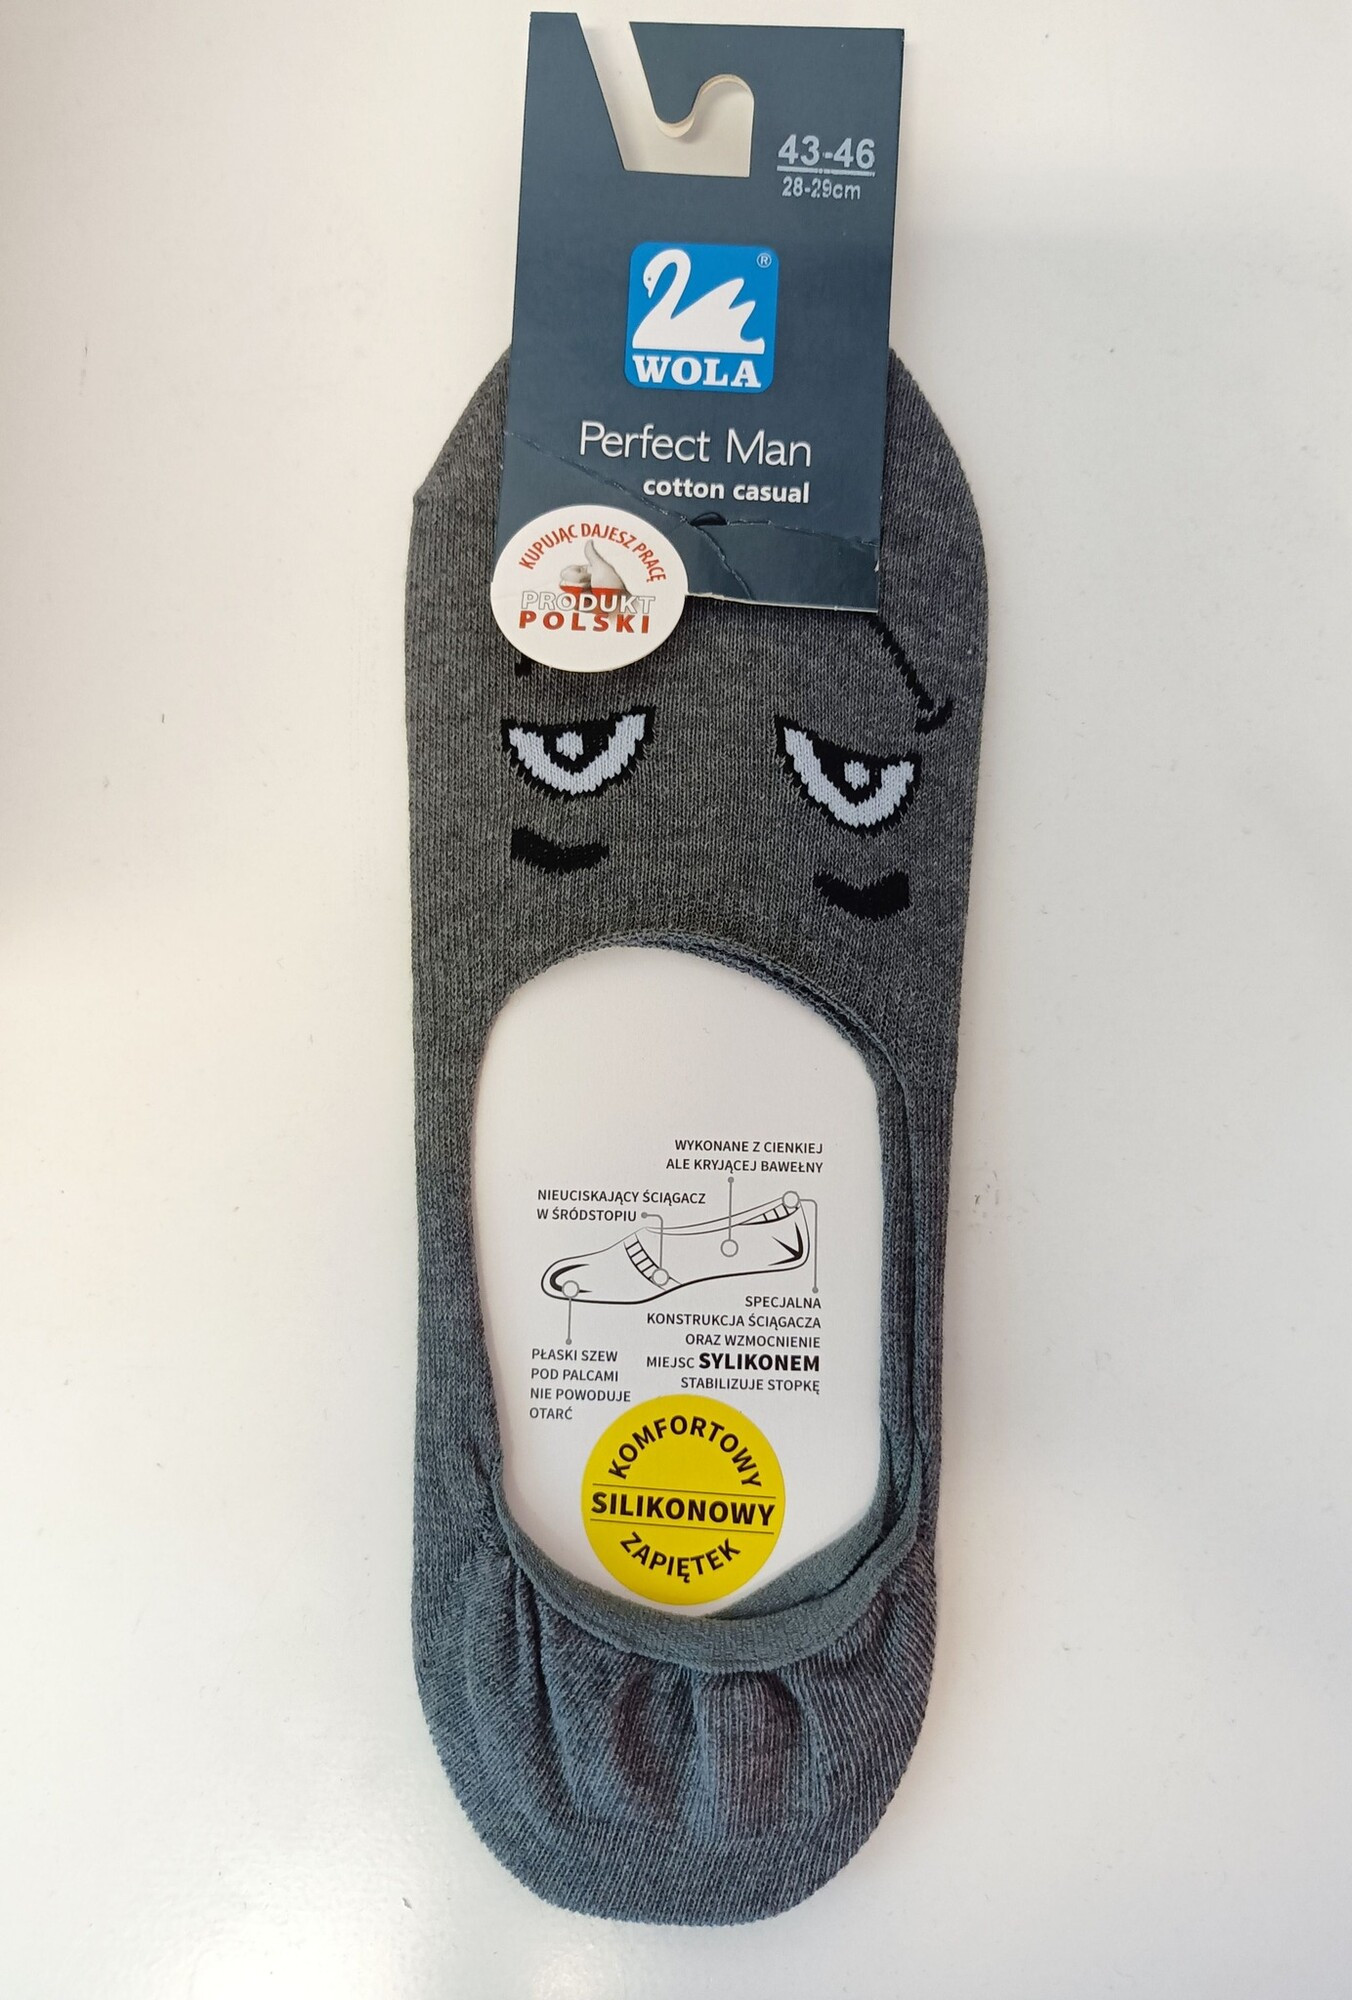 43-46
28-29cm
®
WOLA
Perfect Man
cotton casual
KUPUJĄC DAJESZ PRACĘ
PRODUKT
POLSKI
WYKONANE Z CIENKIEJ
ALE KRYJĄCEJ BAWEŁNY
NIEUCISKAJĄCY ŚCIĄGACZ
W ŚRÓDSTOPIU
SPECJALNA
KONSTRUKCJA ŚCIĄGACZA
ORAZ WZMOCNIENIE
MIEJSC SYLIKONEM
STABILIZUJE STOPKĘ
PŁASKI SZEW
POD PALCAMI
NIE POWODUJE
OTARĆ
KOMFORTOWY
SILIKONOWY
ZAPIĘTEK